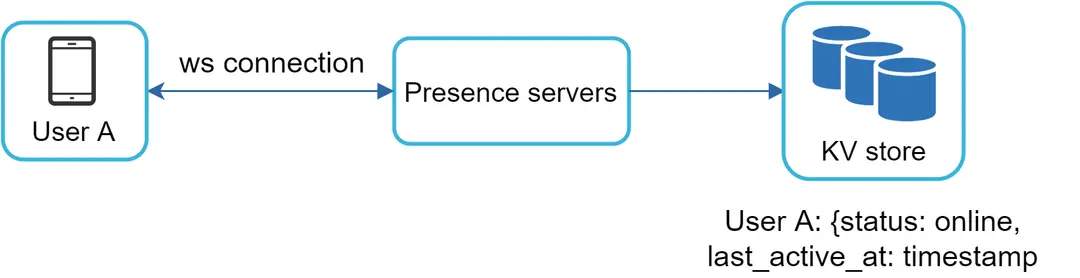 ws connection
User A
Presence servers
KV store
User A: {status: online,
last_active_at: timestamp